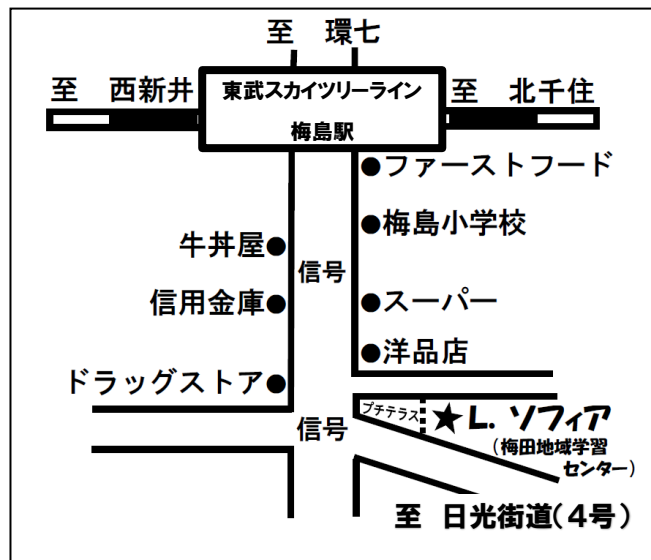 至 環七
至 西新井
東武スカイツリーライン
梅島駅
至 北千住
●ファーストフード
●梅島小学校
牛丼屋●
信号
信用金庫●
●スーパー
●洋品店
ドラッグストア●
プチテラス
★L. ソフィア
(梅田地域学習
センター)
信号
至 日光街道(4号)